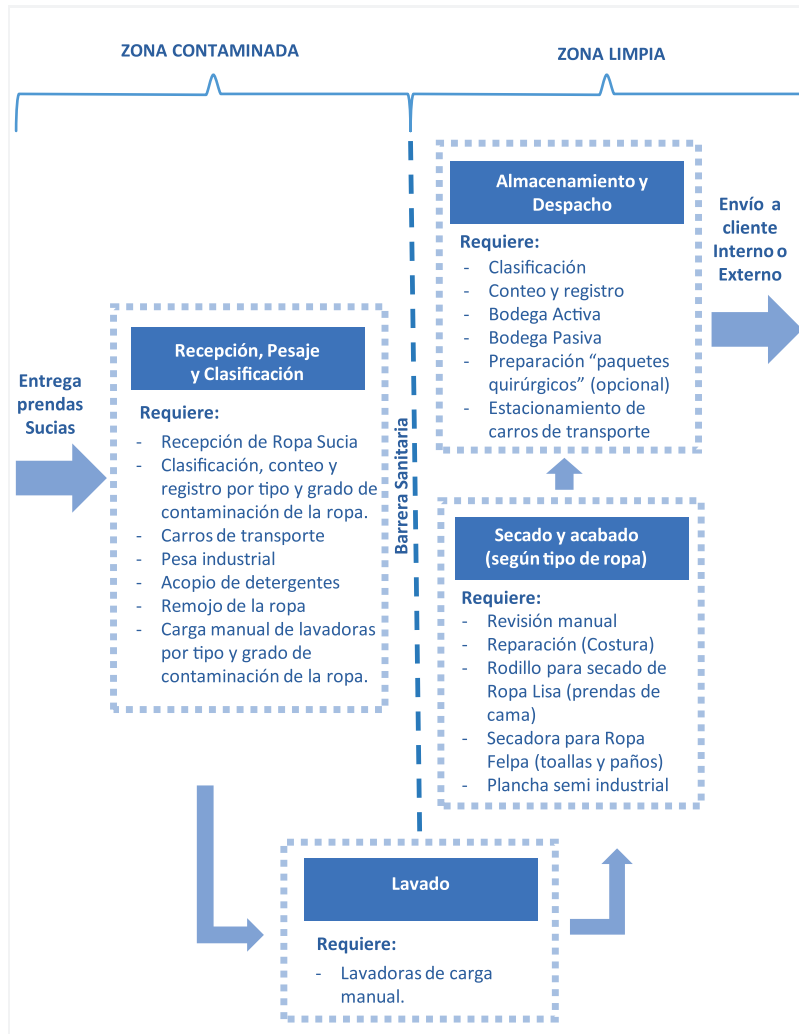 ZONA CONTAMINADA
ZONA LIMPIA
Entrega
prendas
Sucias
Recepción, Pesaje
y Clasificación
Requiere:
- Recepción de Ropa Sucia
- Clasificación, conteo y
registro por tipo y grado de
contaminación de la ropa.
- Carros de transporte
- Pesa industrial
- Acopio de detergentes
- Remojo de la ropa
- Carga manual de lavadoras
por tipo y grado de
contaminación de la ropa.
Barrera Sanitaria
Lavado
Requiere:
- Lavadoras de carga
manual.
Secado y acabado
(según tipo de ropa)
Requiere:
- Revisión manual
- Reparación (Costura)
- Rodillo para secado de
Ropa Lisa (prendas de
cama)
- Secadora para Ropa
Felpa (toallas y paños)
- Plancha semi industrial
Almacenamiento y
Despacho
Requiere:
- Clasificación
- Conteo y registro
- Bodega Activa
- Bodega Pasiva
- Preparación “paquetes
quirúrgicos” (opcional)
- Estacionamiento de
carros de transporte
Envío a
cliente
Interno o
Externo